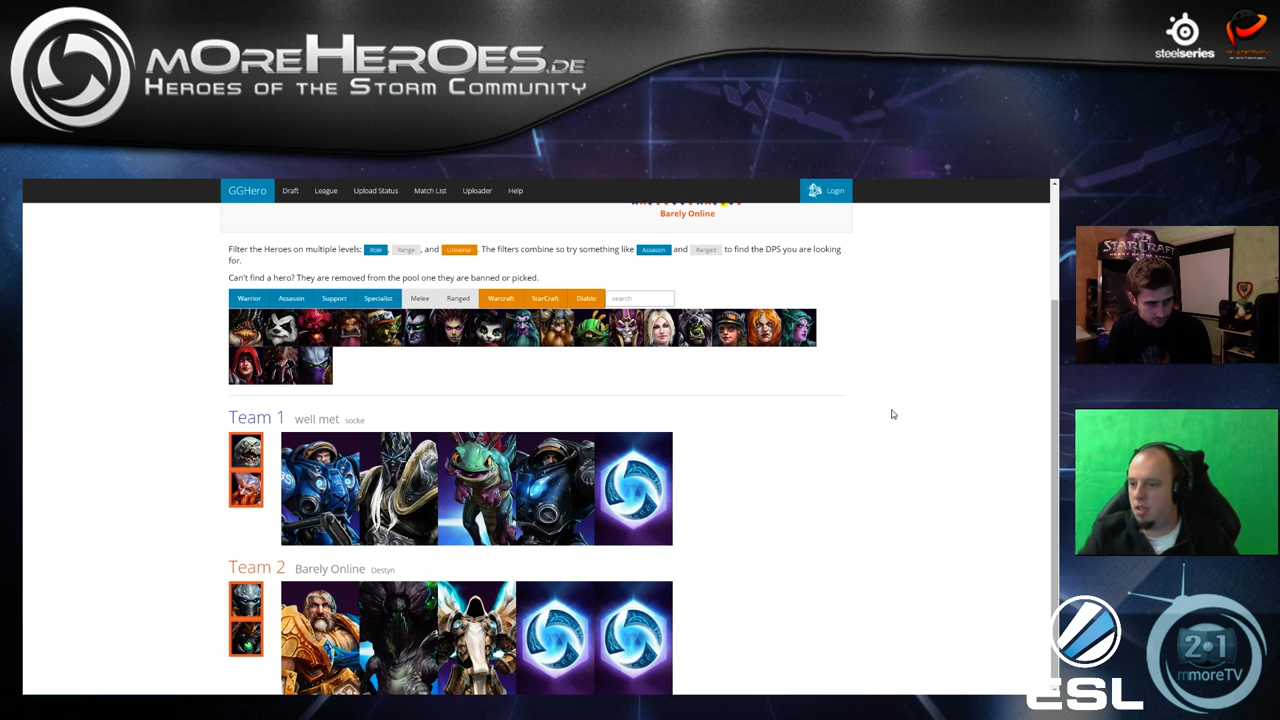 mOreHerOes.de
Heroes of the Storm Community
steelseries
GGHero Draft League Upload Status Match List Uploader Help Login
Barely Online
Filter the Heroes on multiple levels: Role, Range, and Universe. The filters combine so try something like Assassin and Ranged to find the DPS you are looking
for.
Can't find a hero? They are removed from the pool one they are banned or picked.
Warrior Assassin Support Specialist Melee Ranged Warcraft StarCraft Diablo search
Team 1 well met socke
Team 2 Barely Online Destyn
STARCRAFT
2:1
mmoreTV
ESL